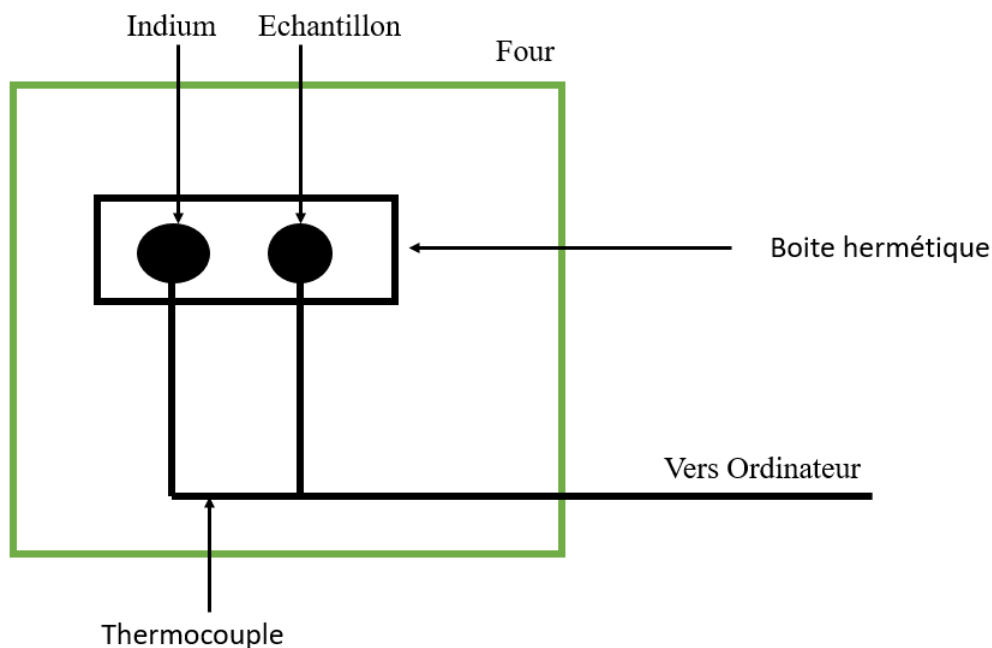 Indium
Echantillon
Four
Boite hermétique
Vers Ordinateur
Thermocouple